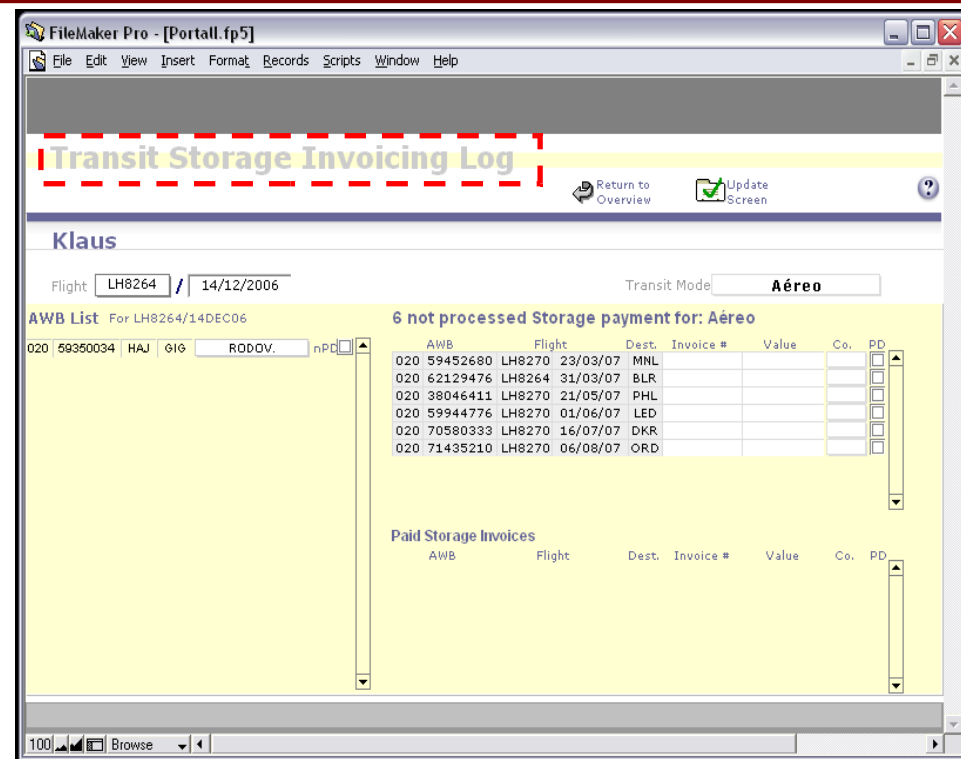 FileMaker Pro - [Portall.fp5]
File Edit View Insert Format Records Scripts Window Help
Transit Storage Invoicing Log
Return to Overview
Update Screen
?
Klaus
Flight LH8264 / 14/12/2006
Transit Mode Aéreo
AWB List For LH8264/14DEC06
020 59350034 HAJ GIG RODOV. nPD
6 not processed Storage payment for: Aéreo
AWB Flight Dest. Invoice # Value Co. PD
020 59452680 LH8270 23/03/07 MNL
020 62129476 LH8264 31/03/07 BLR
020 38046411 LH8270 21/05/07 PHL
020 59944776 LH8270 01/06/07 LED
020 70580333 LH8270 16/07/07 DKR
020 71435210 LH8270 06/08/07 ORD
Paid Storage Invoices
AWB Flight Dest. Invoice # Value Co. PD
100 Browse